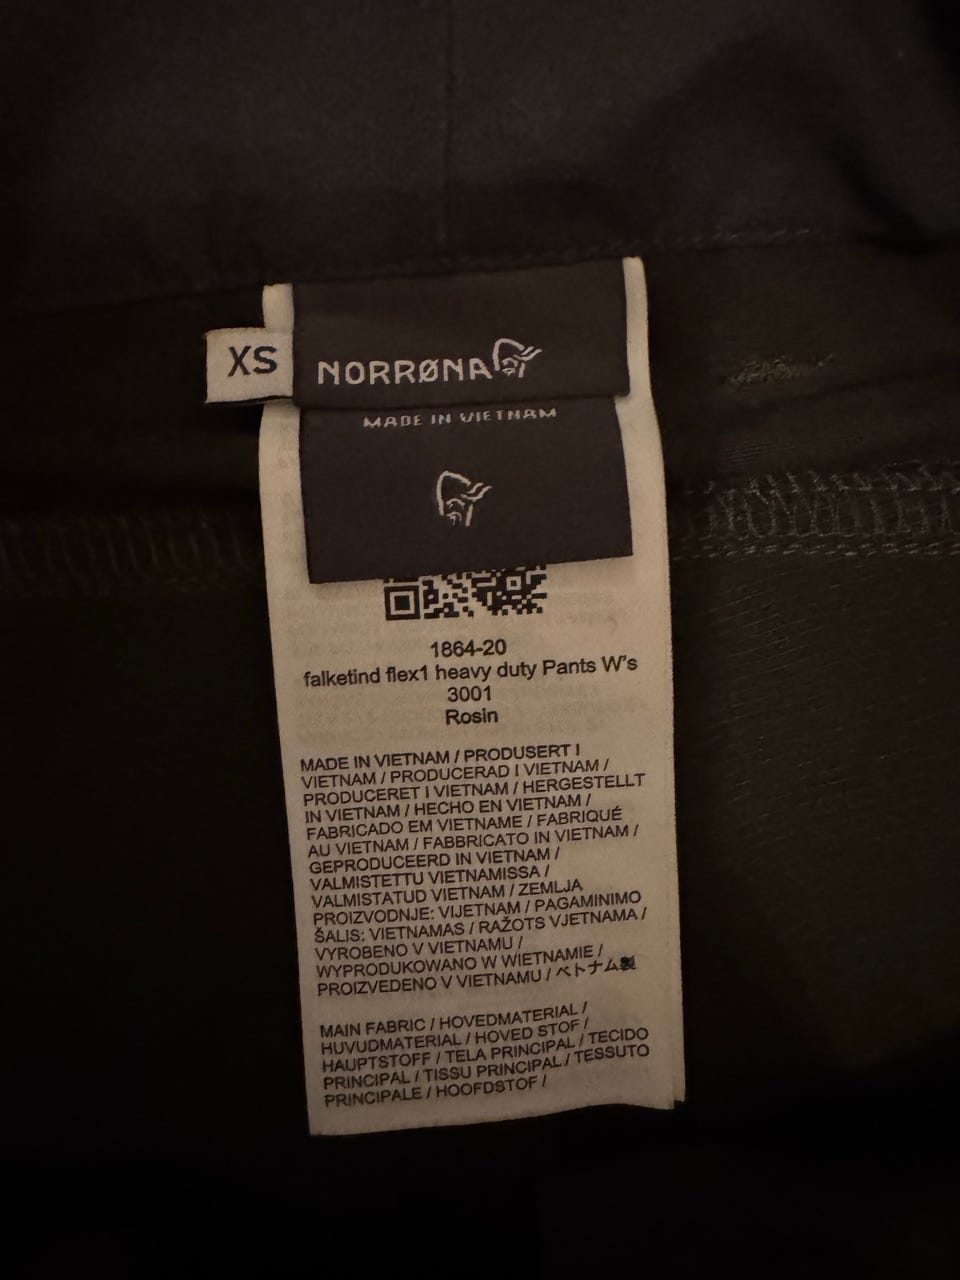 XS
NORRØNA
MADE IN VIETNAM
1864-20
falketind flex1 heavy duty Pants W's
3001
Rosin
MADE IN VIETNAM / PRODUSERT I
VIETNAM / PRODUCERAD I VIETNAM /
PRODUCERET I VIETNAM / HERGESTELLT
IN VIETNAM / HECHO EN VIETNAM /
FABRICADO EM VIETNAME / FABRIQUÉ
AU VIETNAM / FABBRICATO IN VIETNAM /
GEPRODUCEERD IN VIETNAM /
VALMISTETTU VIETNAMISSA /
VALMISTATUD VIETNAM / ZEMLJA
PROIZVODNJE: VIJETNAM / PAGAMINIMO
ŠALIS: VIETNAMAS / RAŽOTS VJETNAMA /
VYROBENO V VIETNAMU /
WYPRODUKOWANO W WIETNAMIE /
PROIZVEDENO V VIETNAMU / ベトナム製
MAIN FABRIC / HOVEDMATERIAL /
HUVUDMATERIAL / HOVED STOF /
HAUPTSTOFF / TELA PRINCIPAL / TECIDO
PRINCIPAL / TISSU PRINCIPAL / TESSUTO
PRINCIPALE / HOOFDSTOF /